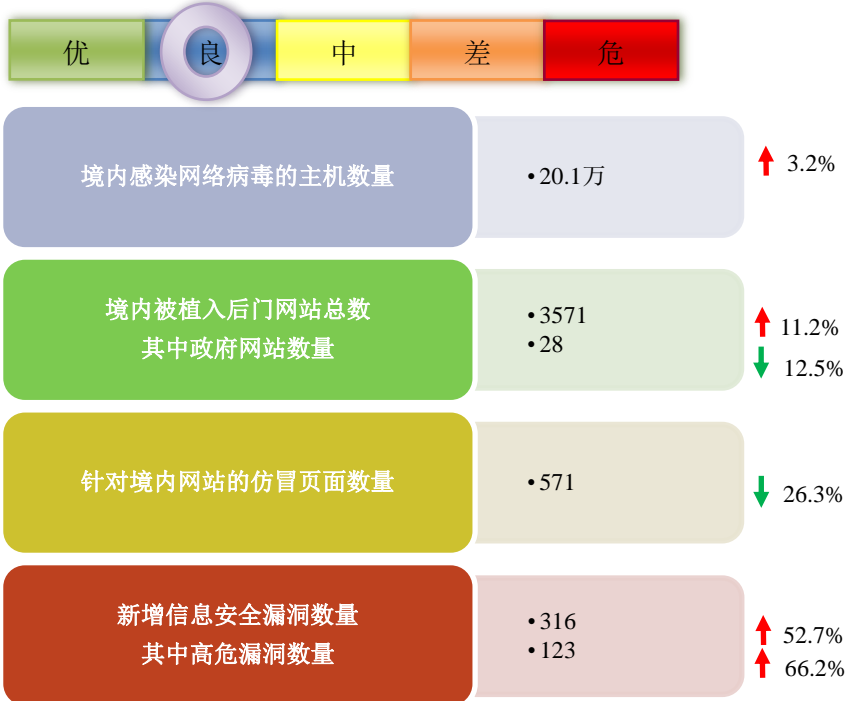 优 良 中 差 危
境内感染网络病毒的主机数量
•20.1万
3.2%
境内被植入后门网站总数
其中政府网站数量
•3571
•28
11.2%
12.5%
针对境内网站的仿冒页面数量
•571
26.3%
新增信息安全漏洞数量
其中高危漏洞数量
•316
•123
52.7%
66.2%